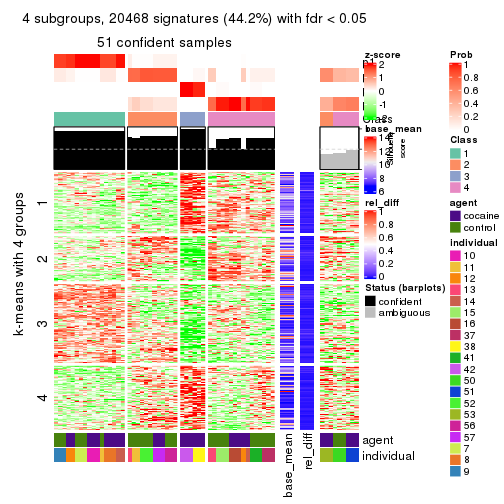 4 subgroups, 20468 signatures (44.2%) with fdr < 0.05
51 confident samples
p1
Class
silhouette
score
k-means with 4 groups
1
2
3
4
agent
individual
base_mean
rel_diff
z-score
2
1
0
-1
-2
base_mean
14
12
10
8
6
rel_diff
1
0.8
0.6
0.4
0.2
0
Status (barplots)
confident
ambiguous
Prob
1
0.8
0.6
0.4
0.2
0
Class
1
2
3
4
agent
cocaine
control
individual
10
11
12
13
14
15
16
37
38
41
42
50
51
52
53
56
57
7
8
9